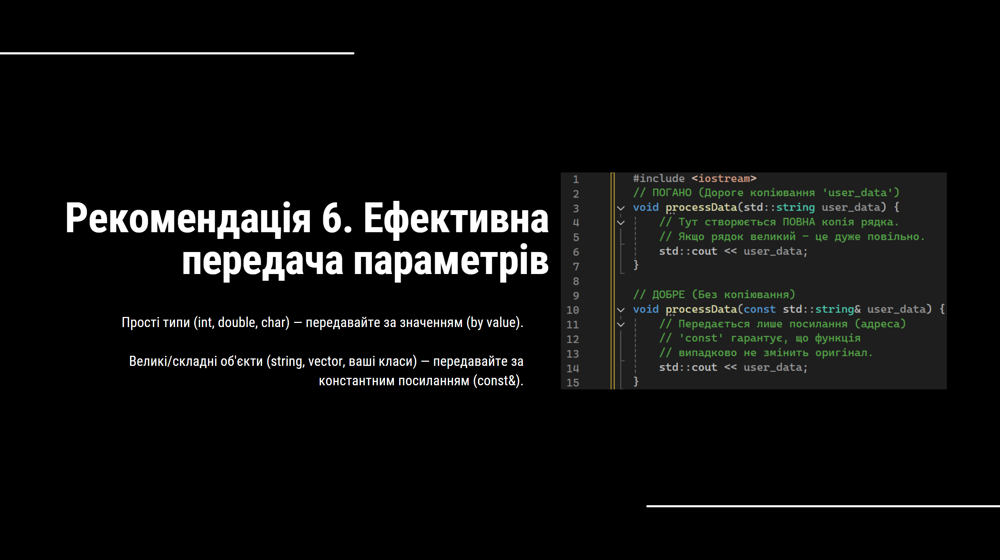 Рекомендація 6. Ефективна
передача параметрів
Прості типи (int, double, char) — передавайте за значенням (by value).
Великі/складні об'єкти (string, vector, ваші класи) — передавайте за
константним посиланням (const&).
1 #include <iostream>
2 // ПОГАНО (Дороге копіювання 'user_data')
3 void processData(std::string user_data) {
4 // Тут створюється ПОВНА копія рядка.
5 // Якщо рядок великий – це дуже повільно.
6 std::cout << user_data;
7 }
8
9 // ДОБРЕ (Без копіювання)
10 void processData(const std::string& user_data) {
11 // Передається лише посилання (адреса)
12 // 'const' гарантує, що функція
13 // випадково не змінить оригінал.
14 std::cout << user_data;
15 }